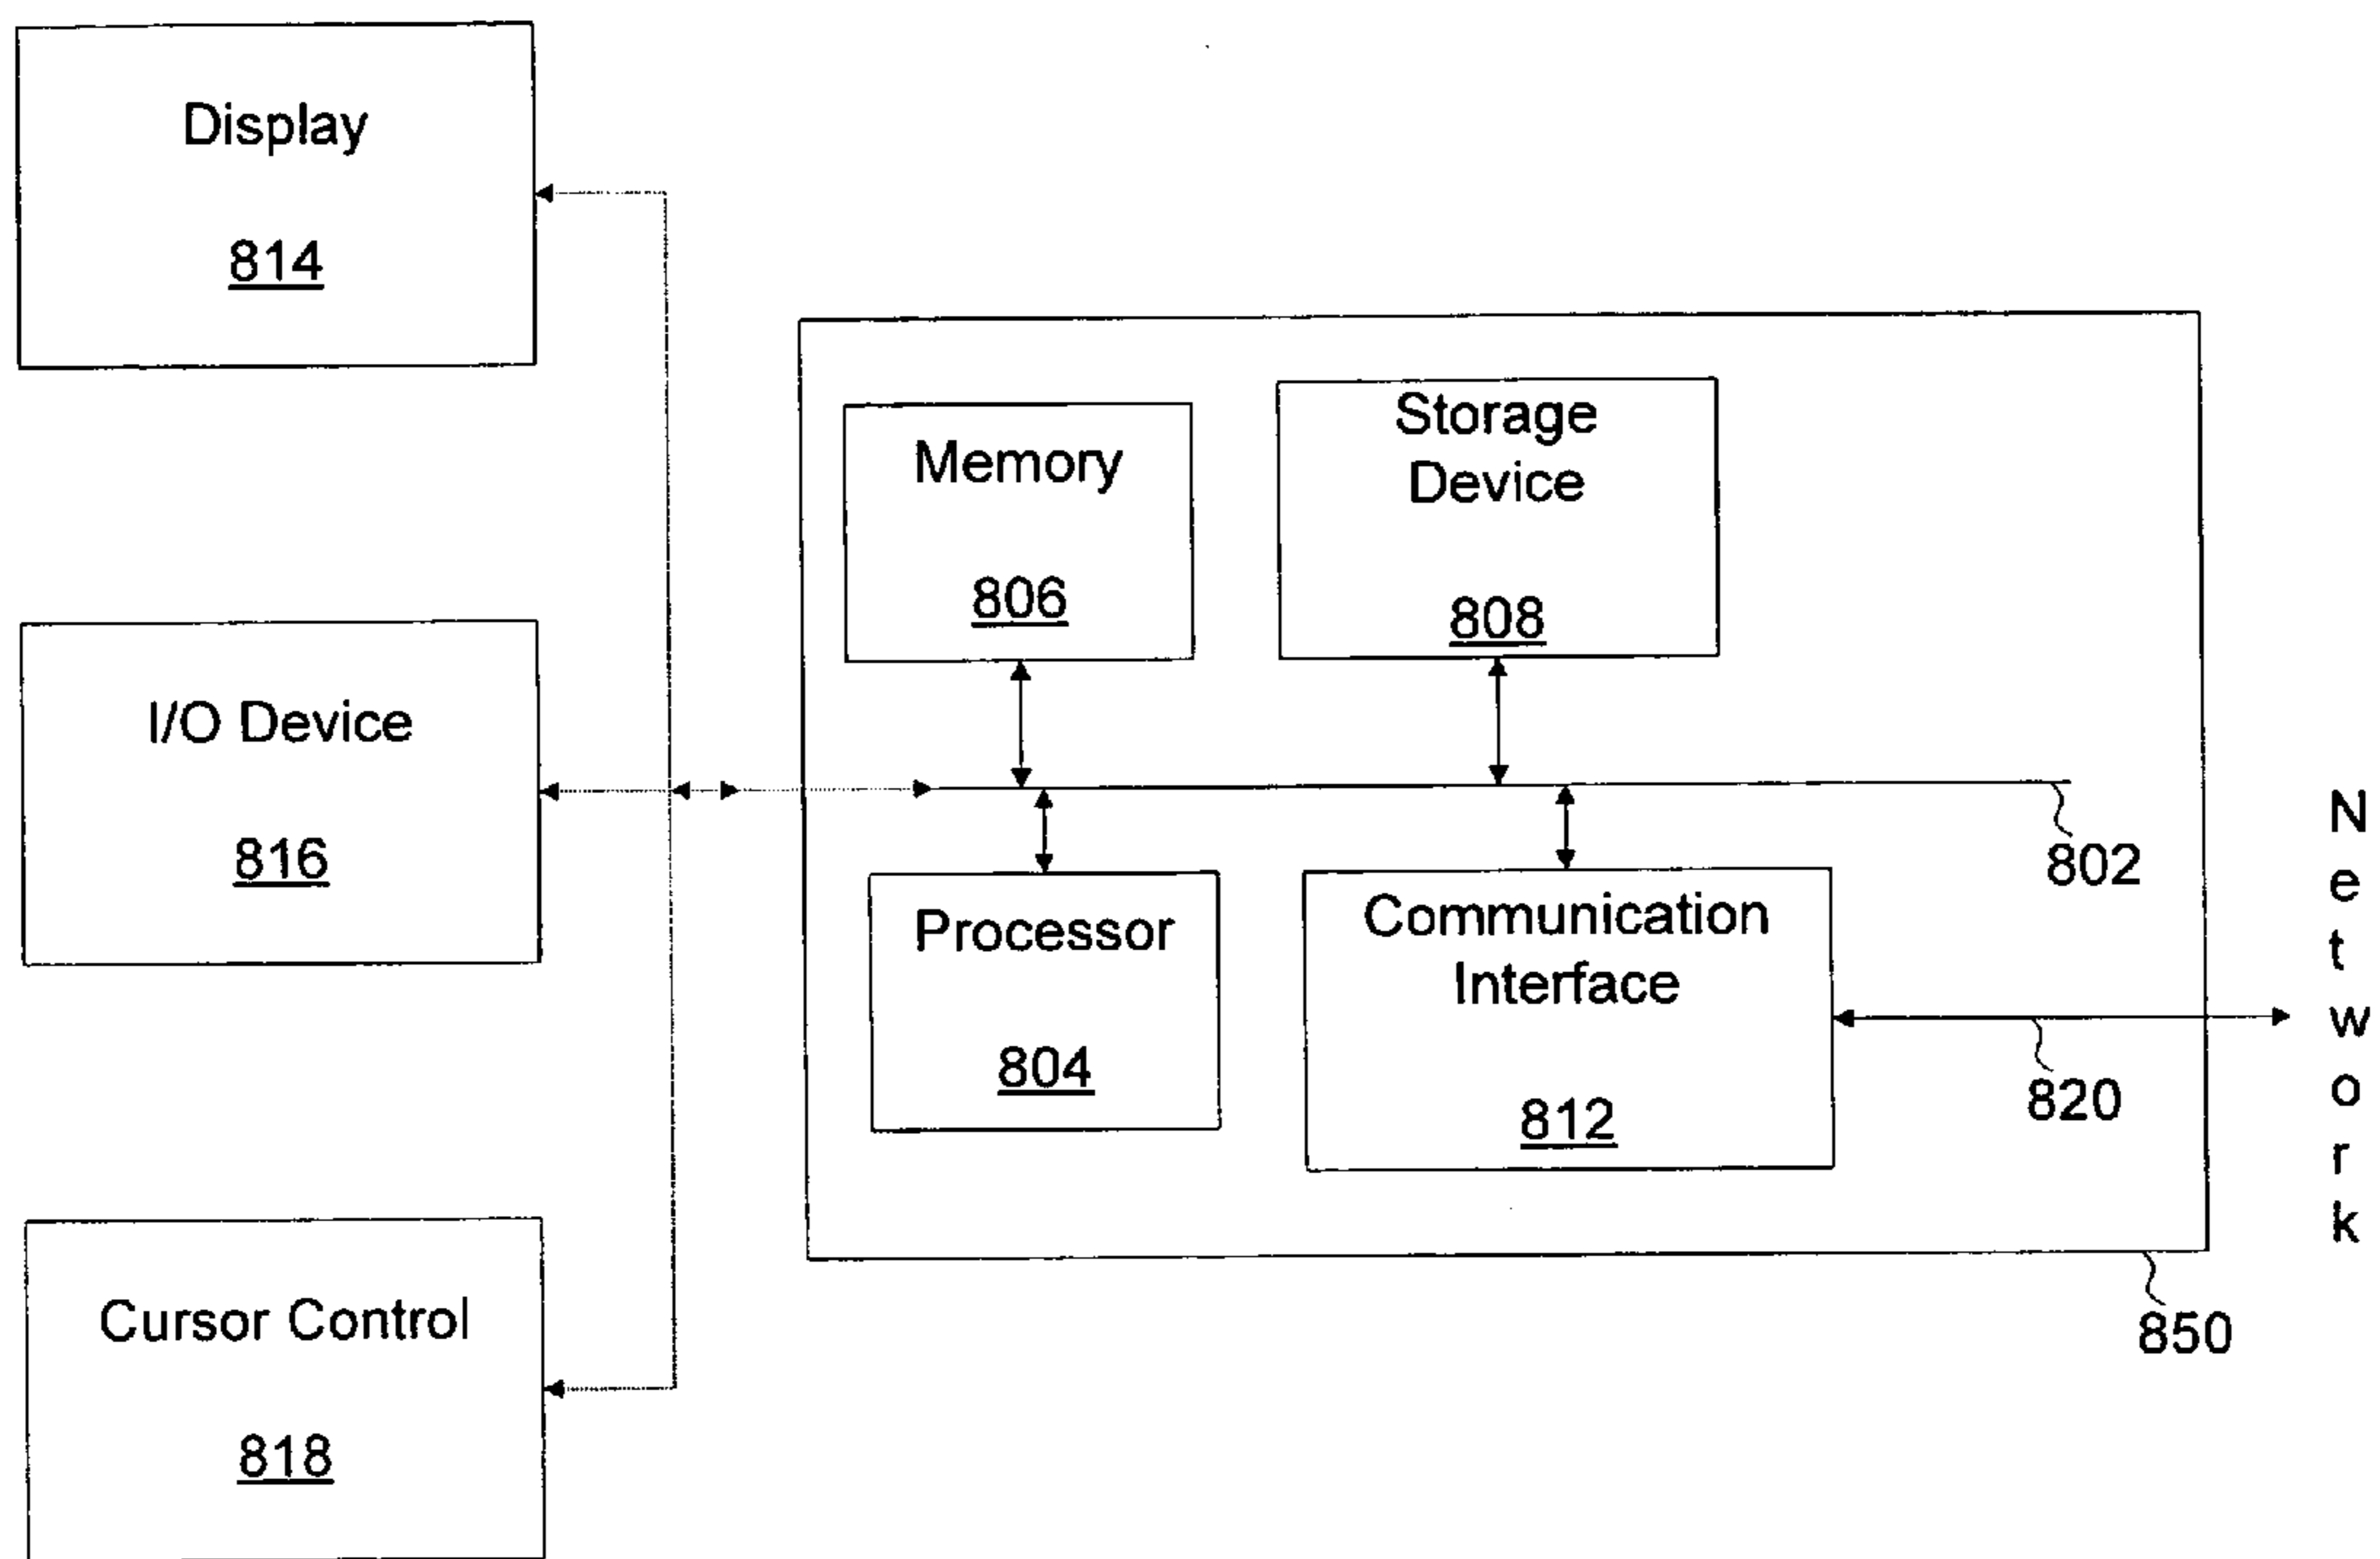 Display
814
I/O Device
816
Cursor Control
818
Memory
806
Storage
Device
808
Processor
804
Communication
Interface
812
802
820
850
Network